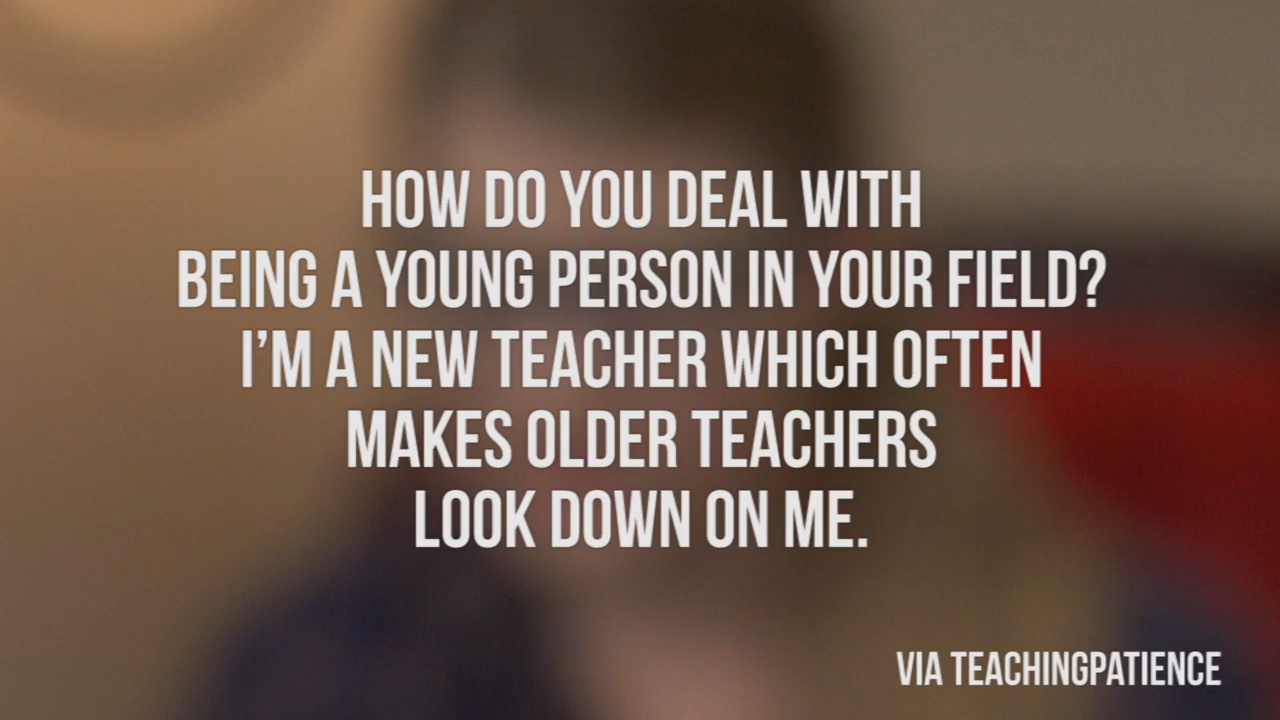 HOW DO YOU DEAL WITH
BEING A YOUNG PERSON IN YOUR FIELD?
I'M A NEW TEACHER WHICH OFTEN
MAKES OLDER TEACHERS
LOOK DOWN ON ME.
VIA TEACHINGPATIENCE